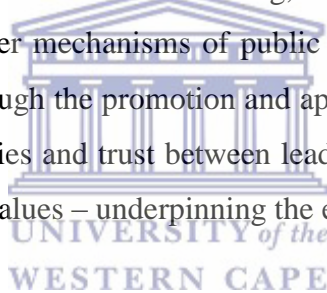 er mechanisms of public
ugh the promotion and ap
ies and trust between lead
alues – underpinning the e
UNIVERSITY of the
WESTERN CAPE